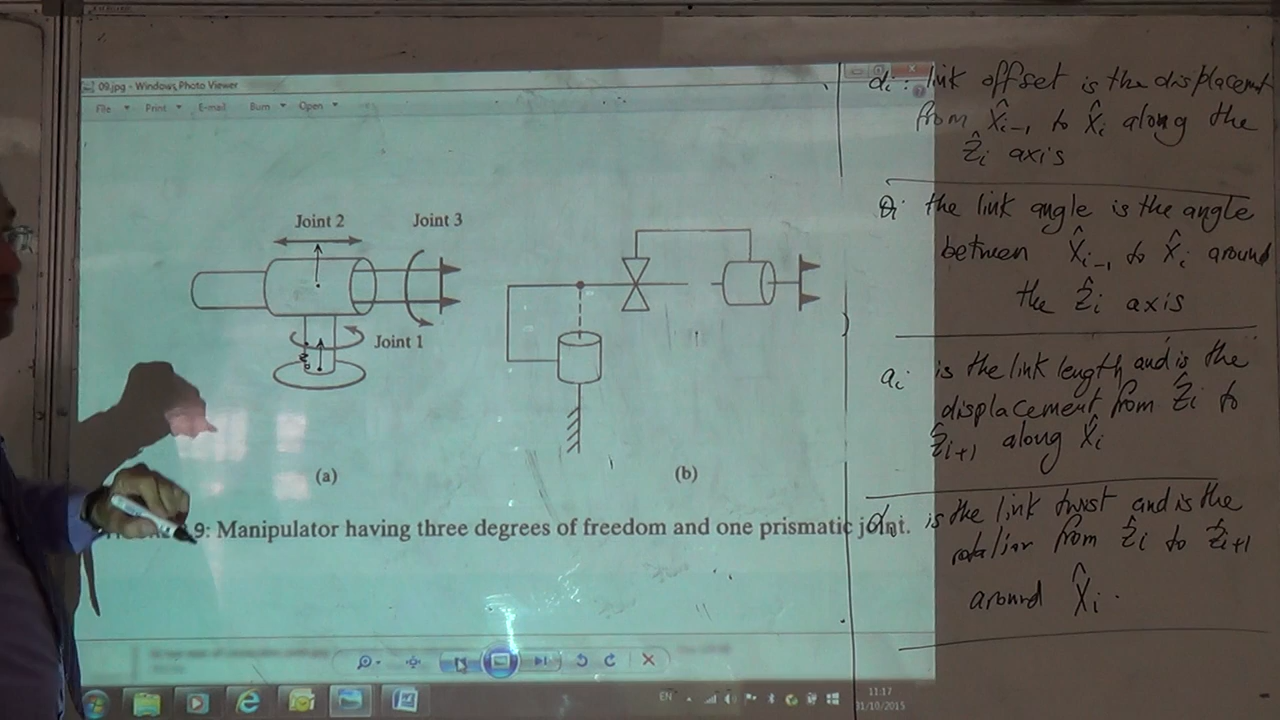 09.jpg - Windows Photo Viewer
File Print E-mail Burn Open
Joint 2
Joint 3
Joint 1
(a)
(b)
9: Manipulator having three degrees of freedom and one prismatic joint.
EN
11:17
01/10/2015
di : link offset is the displacement
from X̂i-1 to X̂i along the
Ẑi axis
θi the link angle is the angle
between X̂i-1 to X̂i around
the Ẑi axis
ai is the link length and is the
displacement from Ẑi to
Ẑi+1 along X̂i
αi is the link twist and is the
rotation from Ẑi to Ẑi+1
around X̂i .